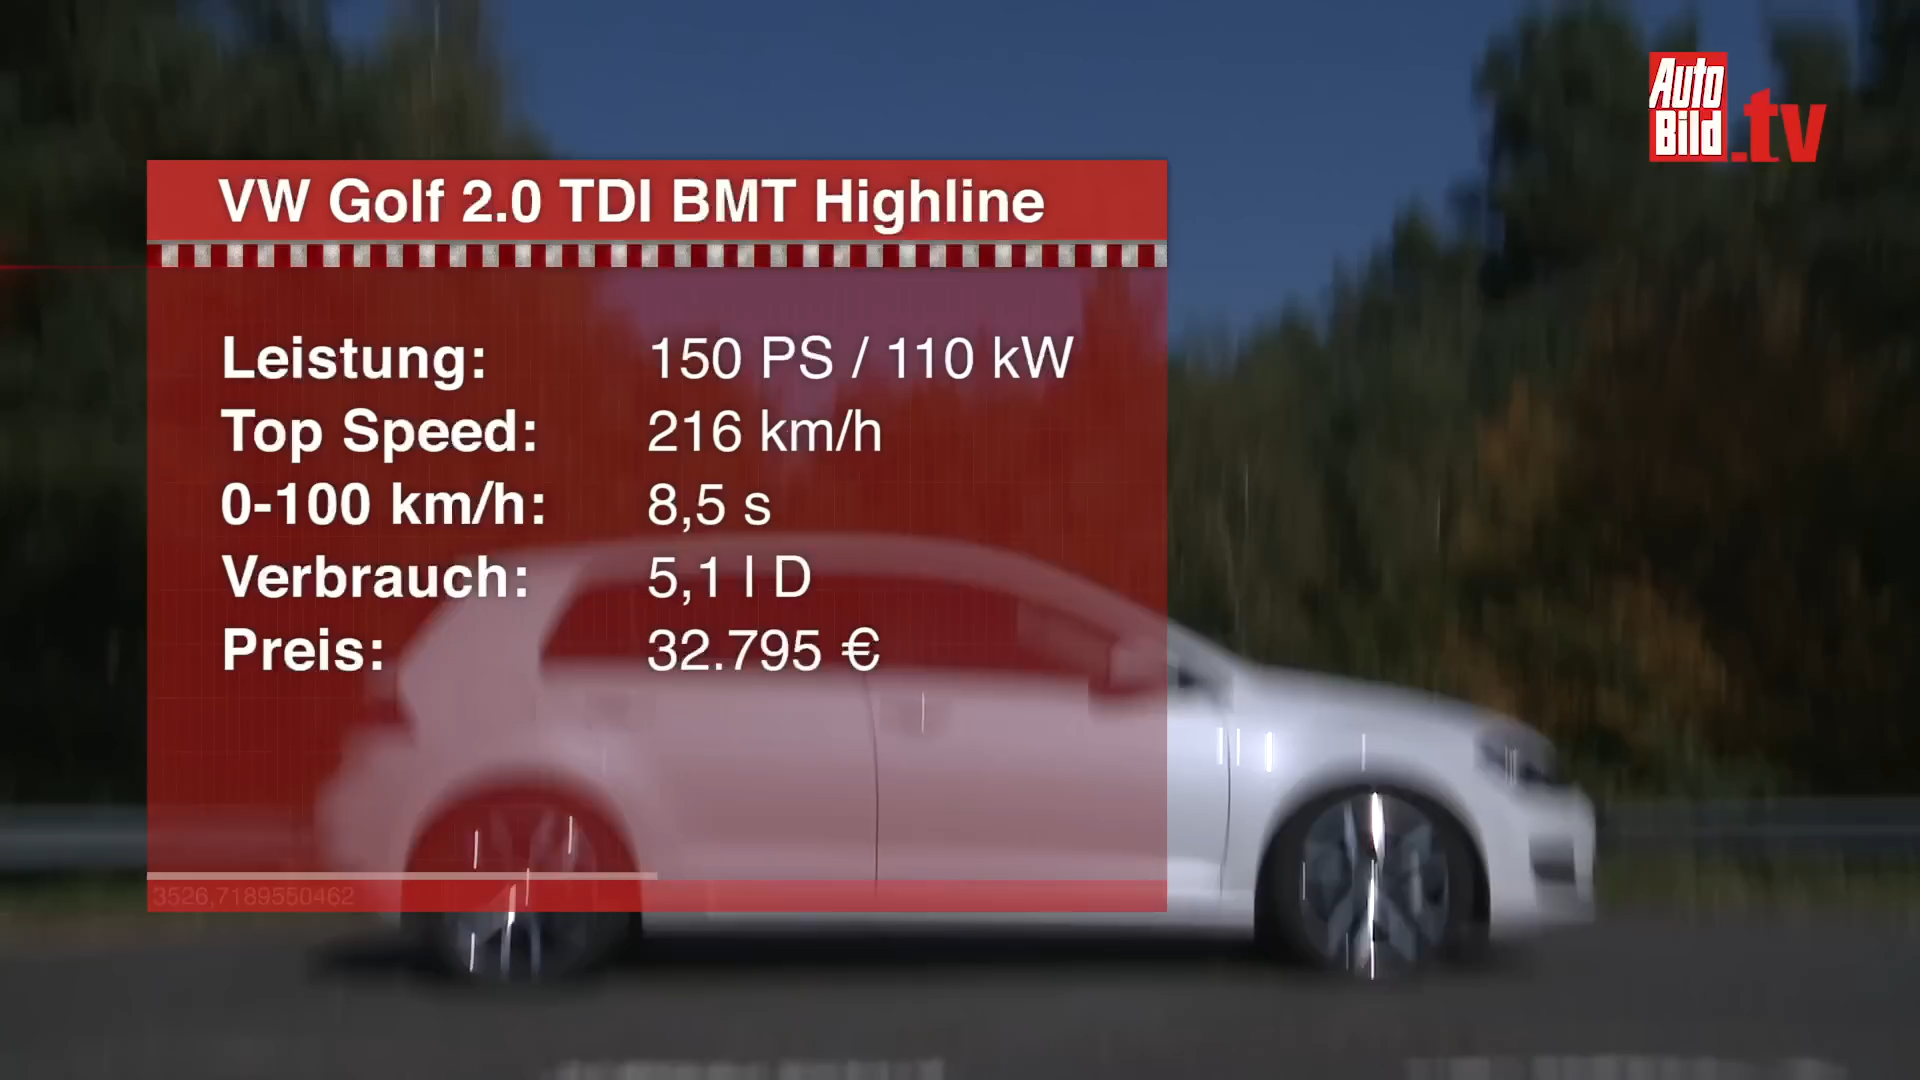 Auto
Bild.tv
VW Golf 2.0 TDI BMT Highline
Leistung: 150 PS / 110 kW
Top Speed: 216 km/h
0-100 km/h: 8,5 s
Verbrauch: 5,1 l D
Preis: 32.795 €
3526,7189550462